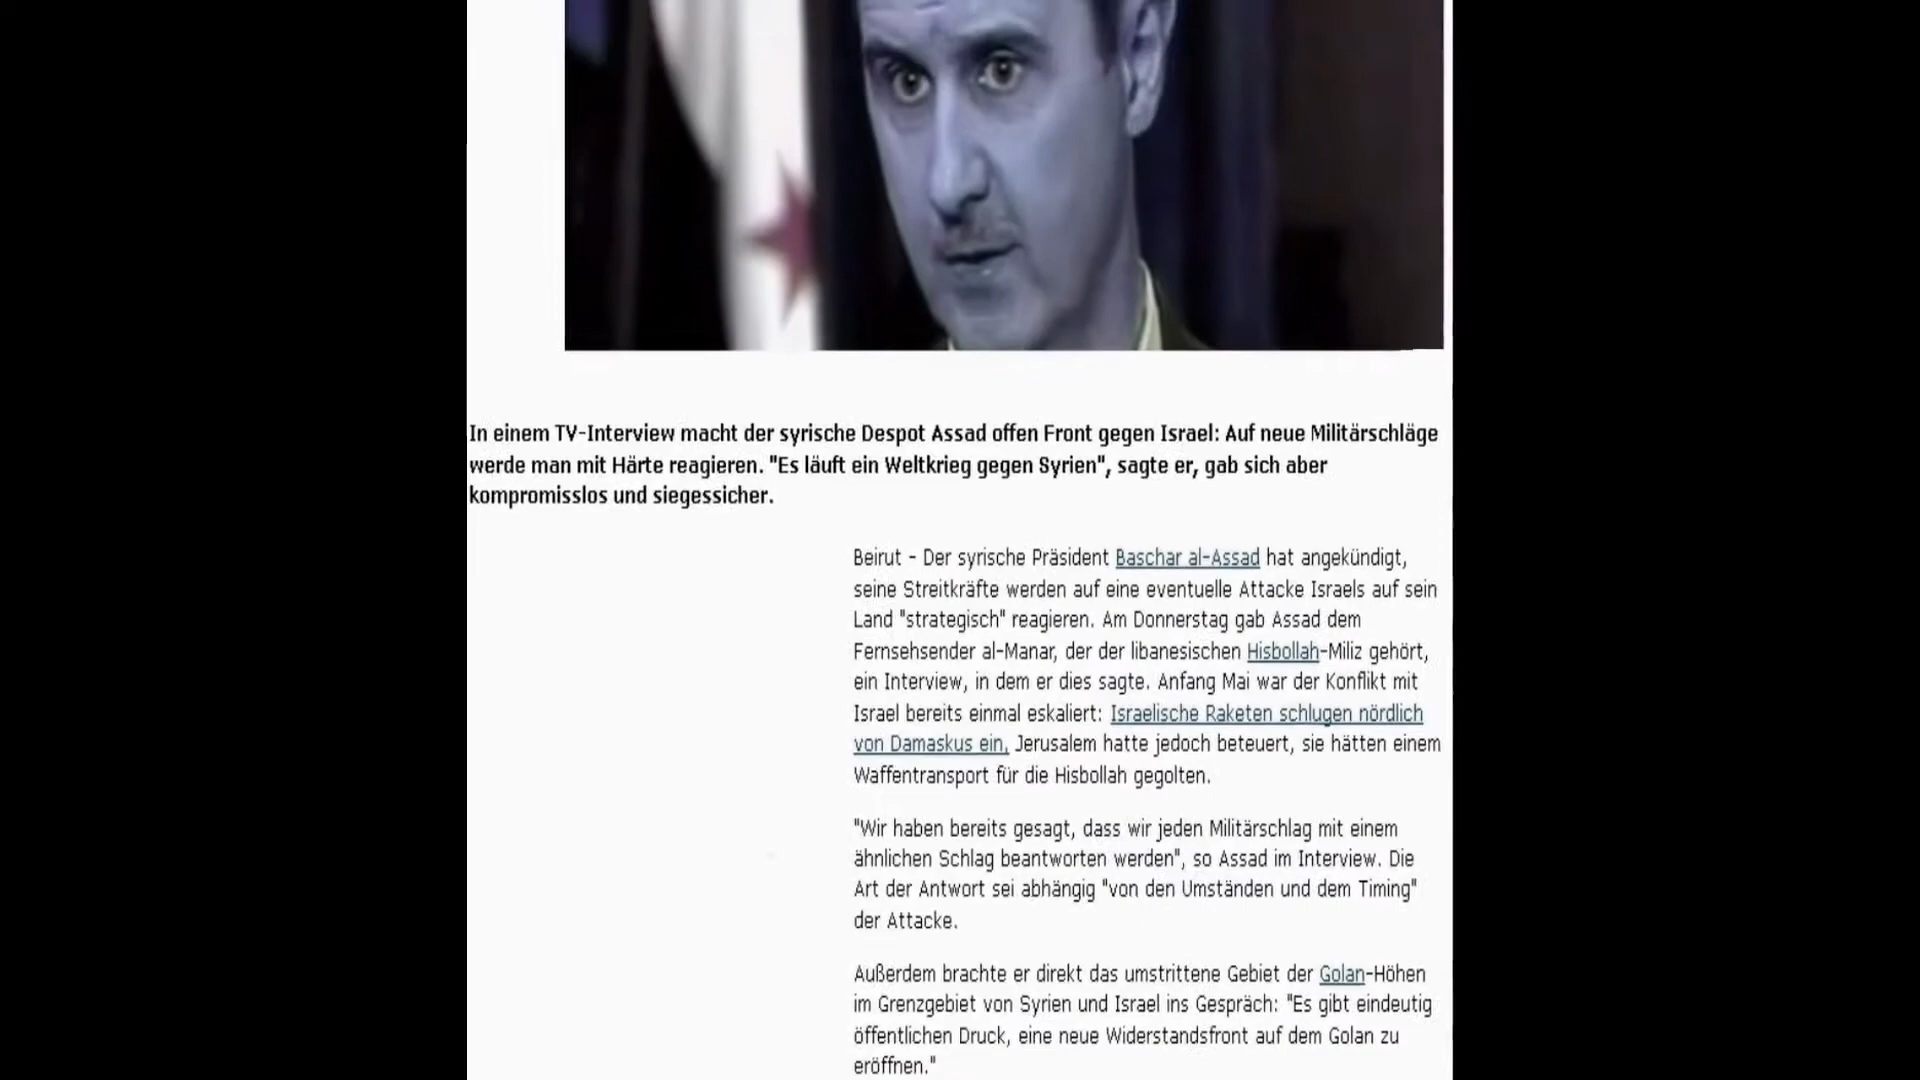 In einem TV-Interview macht der syrische Despot Assad offen Front gegen Israel: Auf neue Militärschläge
werde man mit Härte reagieren. "Es läuft ein Weltkrieg gegen Syrien", sagte er, gab sich aber
kompromisslos und siegessicher.
Beirut - Der syrische Präsident Baschar al-Assad hat angekündigt,
seine Streitkräfte werden auf eine eventuelle Attacke Israels auf sein
Land "strategisch" reagieren. Am Donnerstag gab Assad dem
Fernsehsender al-Manar, der der libanesischen Hisbollah-Miliz gehört,
ein Interview, in dem er dies sagte. Anfang Mai war der Konflikt mit
Israel bereits einmal eskaliert: Israelische Raketen schlugen nördlich
von Damaskus ein, Jerusalem hatte jedoch beteuert, sie hätten einem
Waffentransport für die Hisbollah gegolten.
"Wir haben bereits gesagt, dass wir jeden Militärschlag mit einem
ähnlichen Schlag beantworten werden", so Assad im Interview. Die
Art der Antwort sei abhängig "von den Umständen und dem Timing"
der Attacke.
Außerdem brachte er direkt das umstrittene Gebiet der Golan-Höhen
im Grenzgebiet von Syrien und Israel ins Gespräch: "Es gibt eindeutig
öffentlichen Druck, eine neue Widerstandsfront auf dem Golan zu
eröffnen."